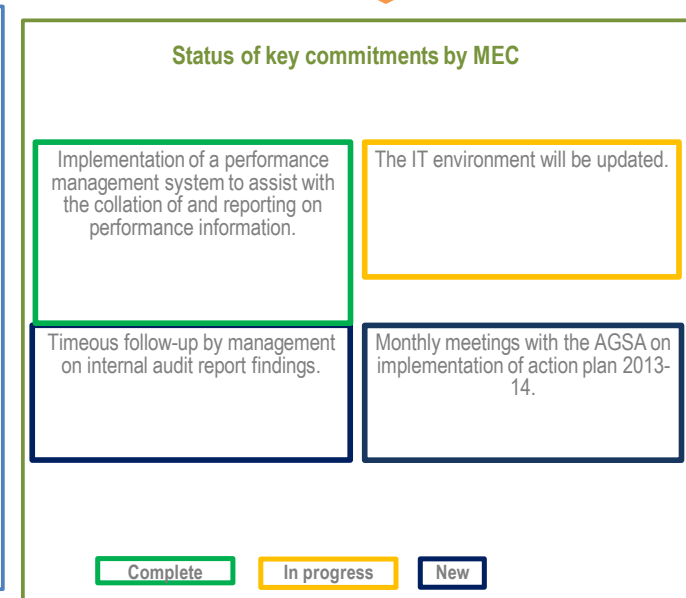 Status of key commitments by MEC
Implementation of a performance
management system to assist with
the collation of and reporting on
performance information.
The IT environment will be updated.
Timeous follow-up by management
on internal audit report findings.
Monthly meetings with the AGSA on
implementation of action plan 2013-
14.
Complete
In progress
New